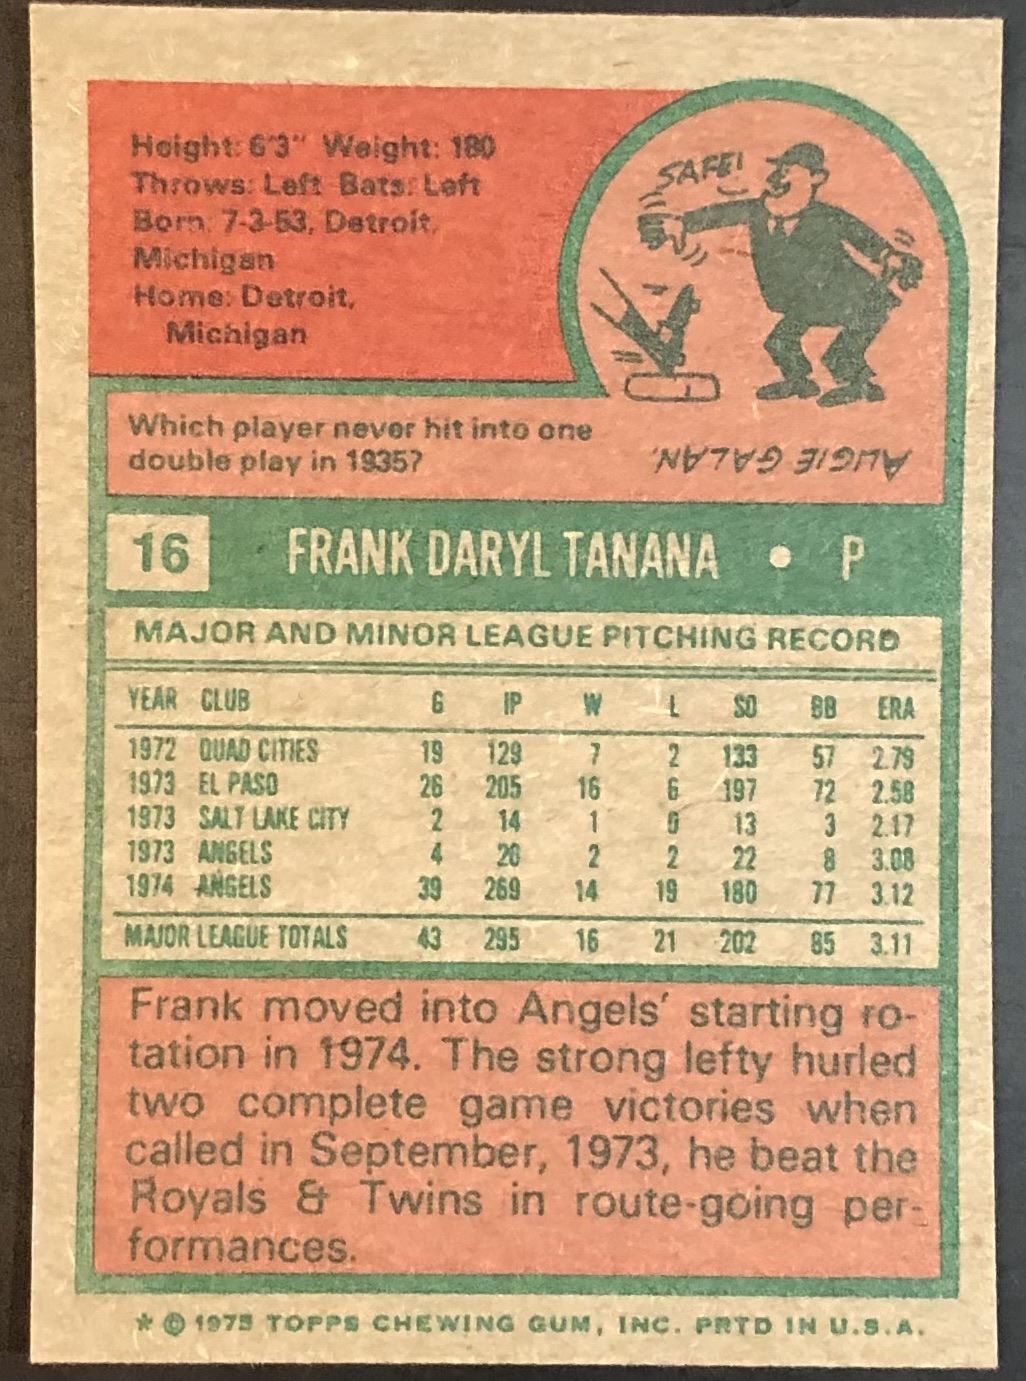 Height: 6'3" Weight: 180
Throws: Left Bats: Left
Born: 7-3-53, Detroit,
Michigan
Home: Detroit,
Michigan
SAFE!
Which player never hit into one
double play in 1935?
AUGIE GALAN.
16 FRANK DARYL TANANA • P
MAJOR AND MINOR LEAGUE PITCHING RECORD
YEAR CLUB G IP W L SO BB ERA
1972 QUAD CITIES 19 129 7 2 133 57 2.79
1973 EL PASO 26 205 16 6 197 72 2.58
1973 SALT LAKE CITY 2 14 1 0 13 3 2.17
1973 ANGELS 4 20 2 2 22 8 3.08
1974 ANGELS 39 269 14 19 180 77 3.12
MAJOR LEAGUE TOTALS 43 295 16 21 202 85 3.11
Frank moved into Angels' starting ro-
tation in 1974. The strong lefty hurled
two complete game victories when
called in September, 1973, he beat the
Royals & Twins in route-going per-
formances.
* © 1975 TOPPS CHEWING GUM, INC. PRTD IN U.S.A.